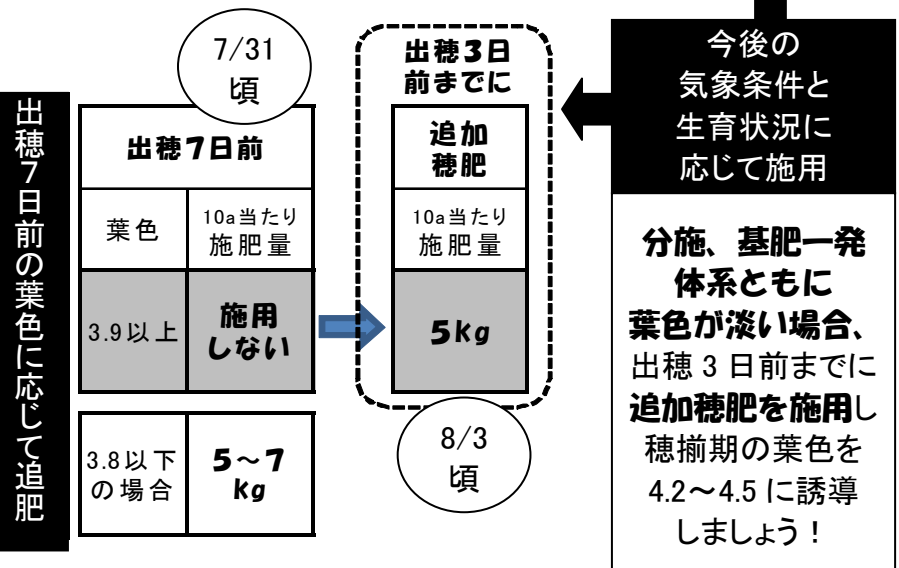 出穂7日前の葉色に応じて追肥
7/31
頃
出穂7日前
葉色
10a当たり
施肥量
3.9以上
施用
しない
3.8以下
の場合
5～7
kg
出穂3日
前までに
追加
穂肥
10a当たり
施肥量
5kg
8/3
頃
今後の
気象条件と
生育状況に
応じて施用
分施、基肥一発
体系ともに
葉色が淡い場合、
出穂 3 日前までに
追加穂肥を施用し
穂揃期の葉色を
4.2～4.5 に誘導
しましょう！